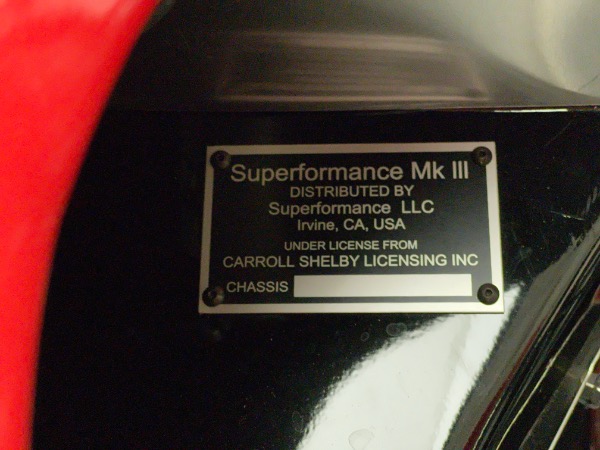 Superformance Mk III
DISTRIBUTED BY
Superformance LLC
Irvine, CA, USA
UNDER LICENSE FROM
CARROLL SHELBY LICENSING INC
CHASSIS